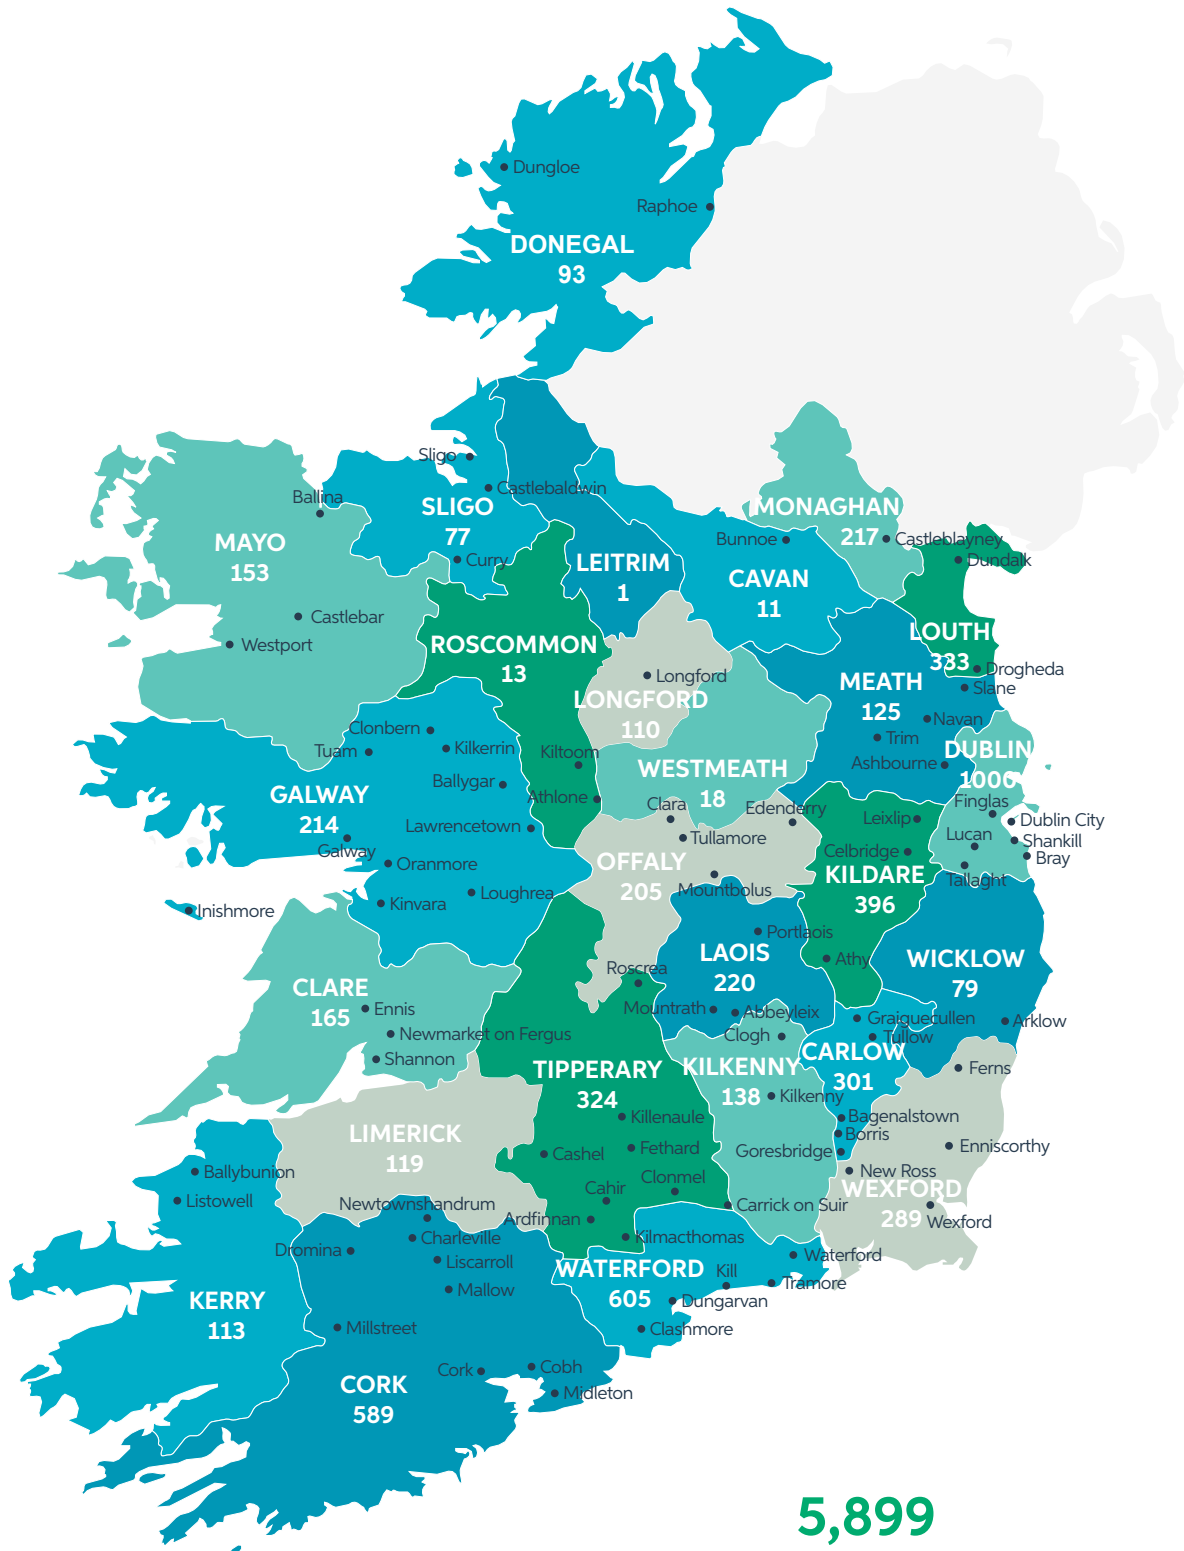 Dungloe
Raphoe
DONEGAL
93
Sligo
Castlebaldwin
Ballina
SLIGO
77
MONAGHAN
217
Castleblayney
Bunnoe
MAYO
153
Curry
LEITRIM
1
CAVAN
11
Dundalk
Castlebar
Westport
ROSCOMMON
13
LOUTH
333
Drogheda
Longford
LONGFORD
110
MEATH
125
Slane
Navan
Trim
Ashbourne
Clonbern
Tuam
Kilkerrin
Kiltoom
DUBLIN
1000
WESTMEATH
18
Ballygar
Athlone
GALWAY
214
Galway
Lawrencetown
Clara
Tullamore
Edenderry
Leixlip
Finglas
Dublin City
Lucan
Shankill
Bray
Tallaght
Celbridge
KILDARE
396
Oranmore
OFFALY
205
Mountbolus
Loughrea
Kinvara
Inishmore
Portlaois
LAOIS
220
Athy
WICKLOW
79
Roscrea
CLARE
165
Ennis
Newmarket on Fergus
Shannon
Mountrath
Abbeyleix
Clogh
Graiguecullen
Tullow
Arklow
CARLOW
301
TIPPERARY
324
KILKENNY
138
Kilkenny
Ferns
Killenaule
Bagenalstown
Borris
Goresbridge
Enniscorthy
LIMERICK
119
Cashel
Fethard
Clonmel
New Ross
WEXFORD
289
Wexford
Ballybunion
Listowell
Newtownshandrum
Cahir
Ardfinnan
Carrick on Suir
Charleville
Dromina
Liscarroll
Kilmacthomas
Waterford
WATERFORD
605
Kill
Tramore
Mallow
Dungarvan
KERRY
113
Millstreet
Clashmore
Cork
Cobh
Midleton
CORK
589
5,899